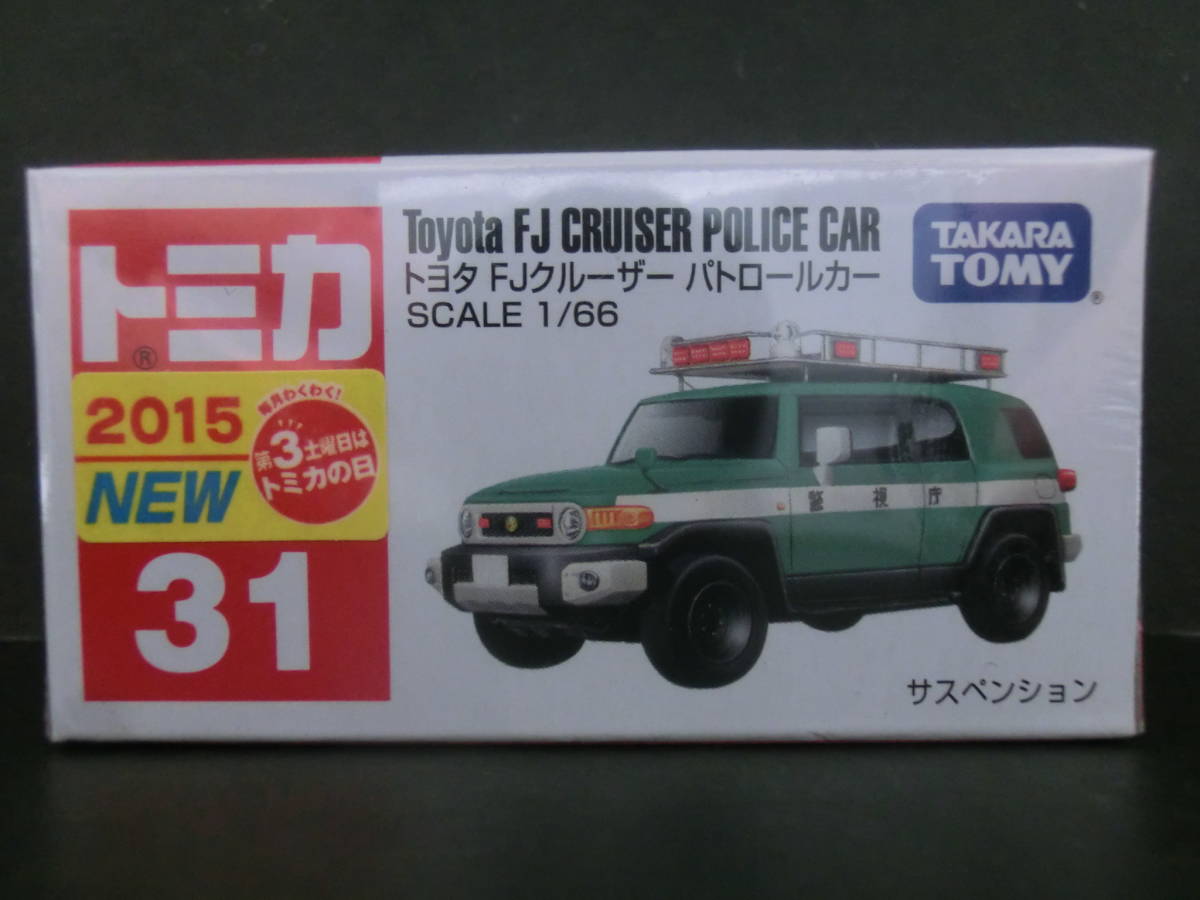 トミカ
®
2015
NEW
毎月わくわく!
第3土曜日は
トミカの日
31
Toyota FJ CRUISER POLICE CAR
トヨタ FJクルーザー パトロールカー
SCALE 1/66
TAKARA
TOMY
®
警視庁
サスペンション